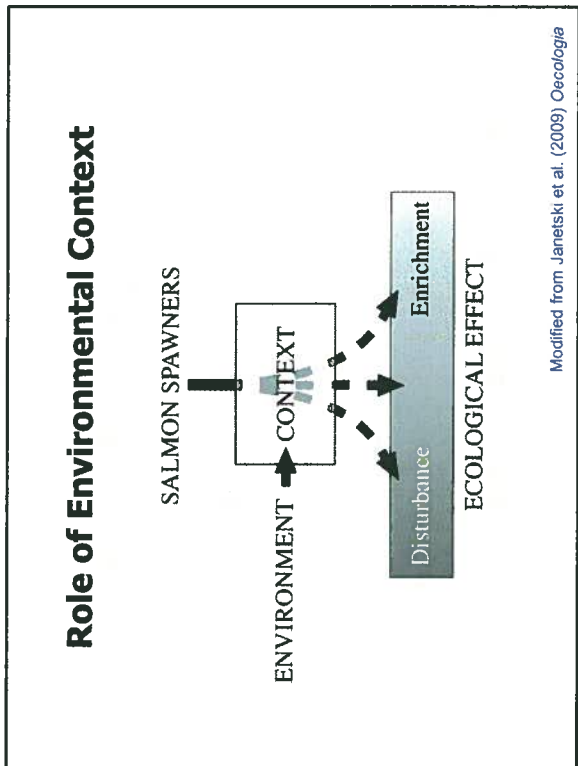 Role of Environmental Context
SALMON SPAWNERS
ENVIRONMENT
CONTEXT
Disturbance
Enrichment
ECOLOGICAL EFFECT
Modified from Janetski et al. (2009) Oecologia